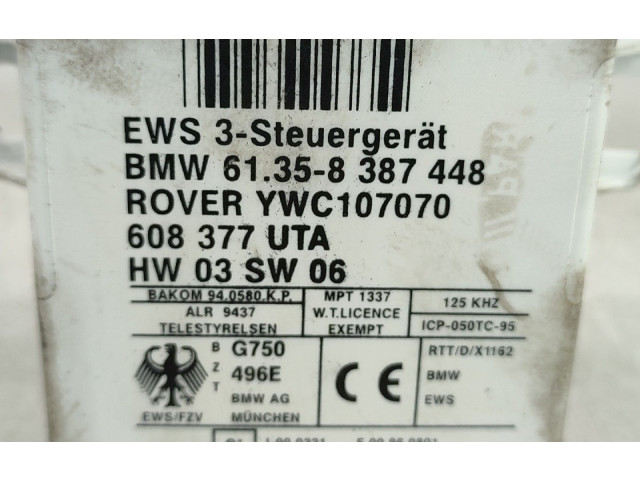 EWS 3-Steuergerät
BMW 61.35-8 387 448
ROVER YWC107070
608 377 UTA
HW 03 SW 06
BAKOM 94.0580.K.P.
ALR 9437
TELESTYRELSEN
MPT 1337
W.T.LICENCE
EXEMPT
125 KHZ
ICP-050TC-95
B Z T
G750
496E
BMW AG
EWS/FZV MÜNCHEN
CE
RTT/D/X1162
BMW
EWS